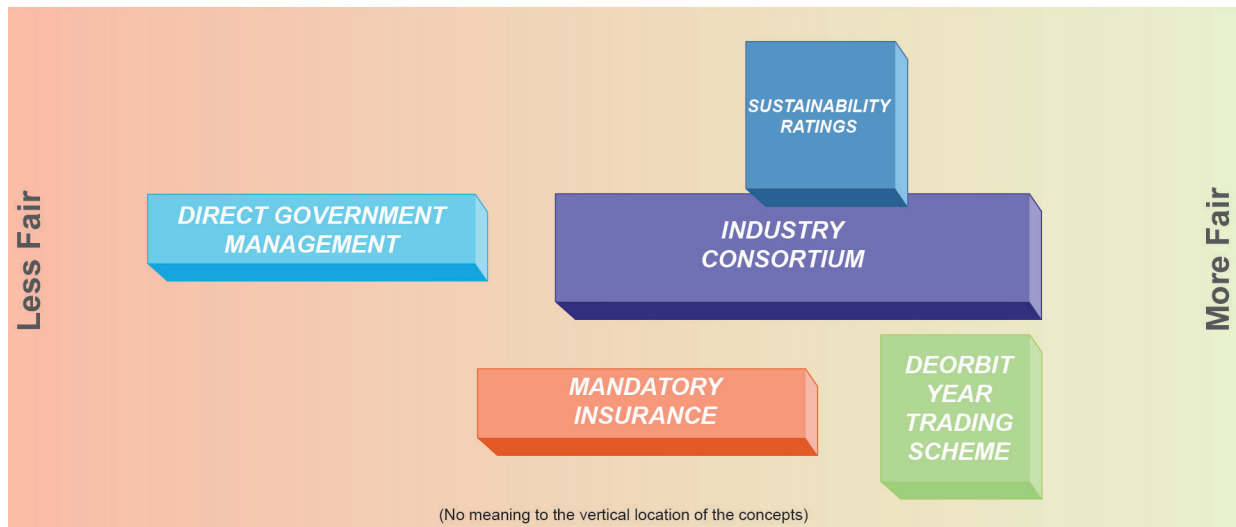 SUSTAINABILITY
RATINGS
Less Fair
DIRECT GOVERNMENT
MANAGEMENT
INDUSTRY
CONSORTIUM
More Fair
MANDATORY
INSURANCE
DEORBIT
YEAR
TRADING
SCHEME
(No meaning to the vertical location of the concepts)